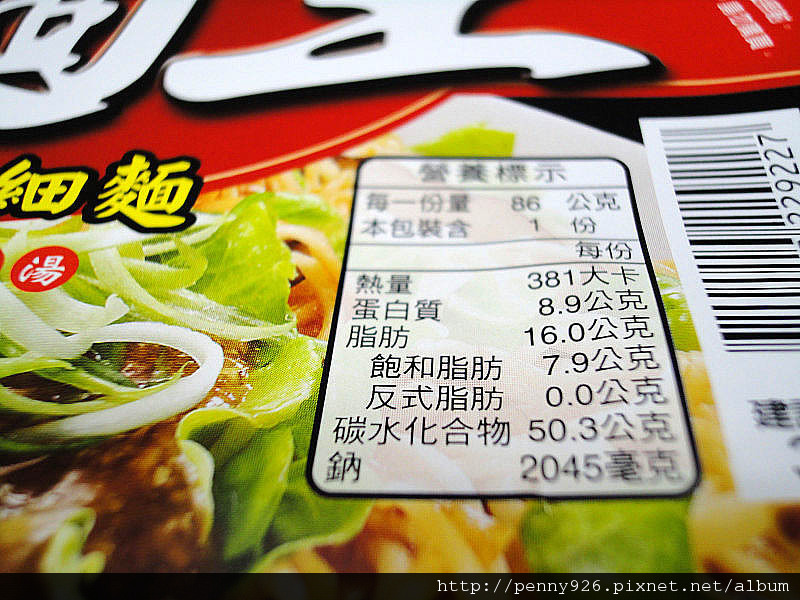 細麵
湯
營養標示
每一份量 86 公克
本包裝含 1 份
每份
熱量 381大卡
蛋白質 8.9公克
脂肪 16.0公克
飽和脂肪 7.9公克
反式脂肪 0.0公克
碳水化合物 50.3公克
鈉 2045毫克
3292227
建
http://penny926.pixnet.net/album